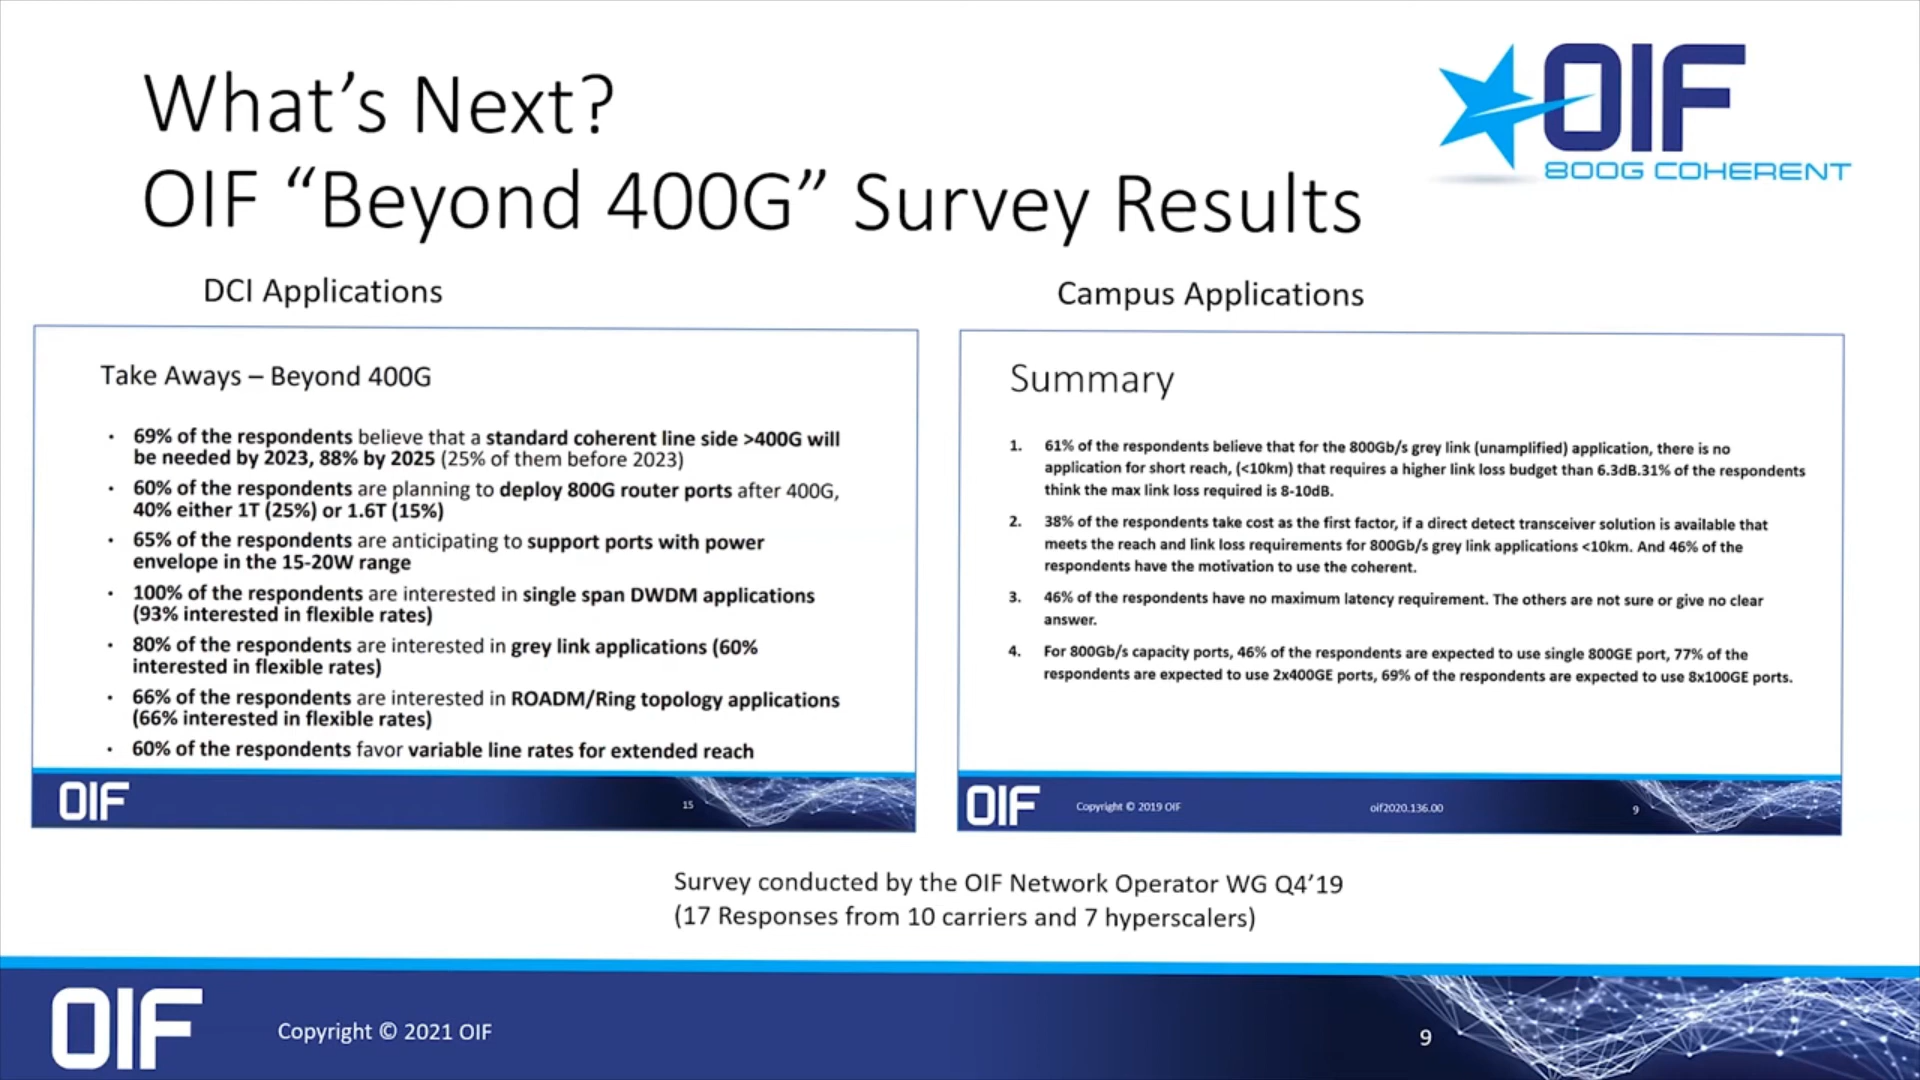 What's Next?
OIF “Beyond 400G” Survey Results
OIF
800G COHERENT
DCI Applications
Take Aways – Beyond 400G
• 69% of the respondents believe that a standard coherent line side >400G will
be needed by 2023, 88% by 2025 (25% of them before 2023)
• 60% of the respondents are planning to deploy 800G router ports after 400G,
40% either 1T (25%) or 1.6T (15%)
• 65% of the respondents are anticipating to support ports with power
envelope in the 15-20W range
• 100% of the respondents are interested in single span DWDM applications
(93% interested in flexible rates)
• 80% of the respondents are interested in grey link applications (60%
interested in flexible rates)
• 66% of the respondents are interested in ROADM/Ring topology applications
(66% interested in flexible rates)
• 60% of the respondents favor variable line rates for extended reach
OIF
15
Campus Applications
Summary
1. 61% of the respondents believe that for the 800Gb/s grey link (unamplified) application, there is no
application for short reach, (<10km) that requires a higher link loss budget than 6.3dB.31% of the respondents
think the max link loss required is 8-10dB.
2. 38% of the respondents take cost as the first factor, if a direct detect transceiver solution is available that
meets the reach and link loss requirements for 800Gb/s grey link applications <10km. And 46% of the
respondents have the motivation to use the coherent.
3. 46% of the respondents have no maximum latency requirement. The others are not sure or give no clear
answer.
4. For 800Gb/s capacity ports, 46% of the respondents are expected to use single 800GE port, 77% of the
respondents are expected to use 2x400GE ports, 69% of the respondents are expected to use 8x100GE ports.
OIF
Copyright © 2019 OIF
oif2020.136.00
9
Survey conducted by the OIF Network Operator WG Q4’19
(17 Responses from 10 carriers and 7 hyperscalers)
OIF
Copyright © 2021 OIF
9